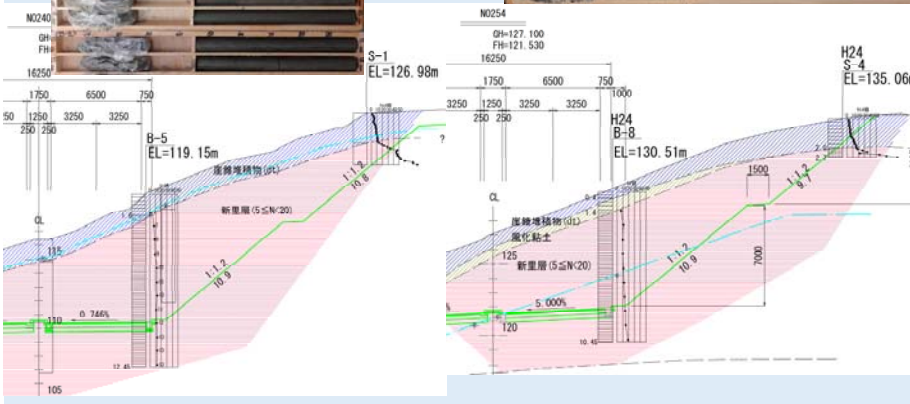 NO240
GH=
FH=
16250
1750
6500
750
3250
250
1250
250
3250
3250
S-1
EL=126.98m
B-5
EL=119.15m
崖錐堆積物(dt)
新里層(5≦N<20)
1:1.2
10.8
1:1.2
10.9
CL
115
110
105
0.746%
12.45
?
NO254
GH=127.100
FH=121.530
16250
1750
6500
750
1000
3250
250
1250
250
3250
3250
H24
S-4
EL=135.06m
H24
B-8
EL=130.51m
崖錐堆積物(dt)
風化粘土
新里層(5≦N<20)
1500
1:1.2
9.7
1:1.2
10.9
7000
CL
125
120
5.000%
10.45